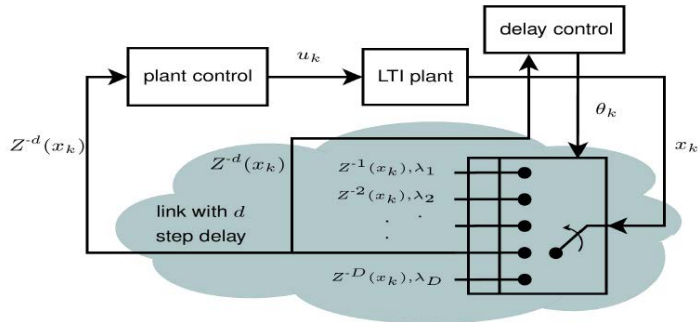 delay control
plant control
u_k
LTI plant
θ_k
x_k
Z^{-d}(x_k)
Z^{-d}(x_k)
Z^{-1}(x_k), λ_1
Z^{-2}(x_k), λ_2
link with d
step delay
Z^{-D}(x_k), λ_D